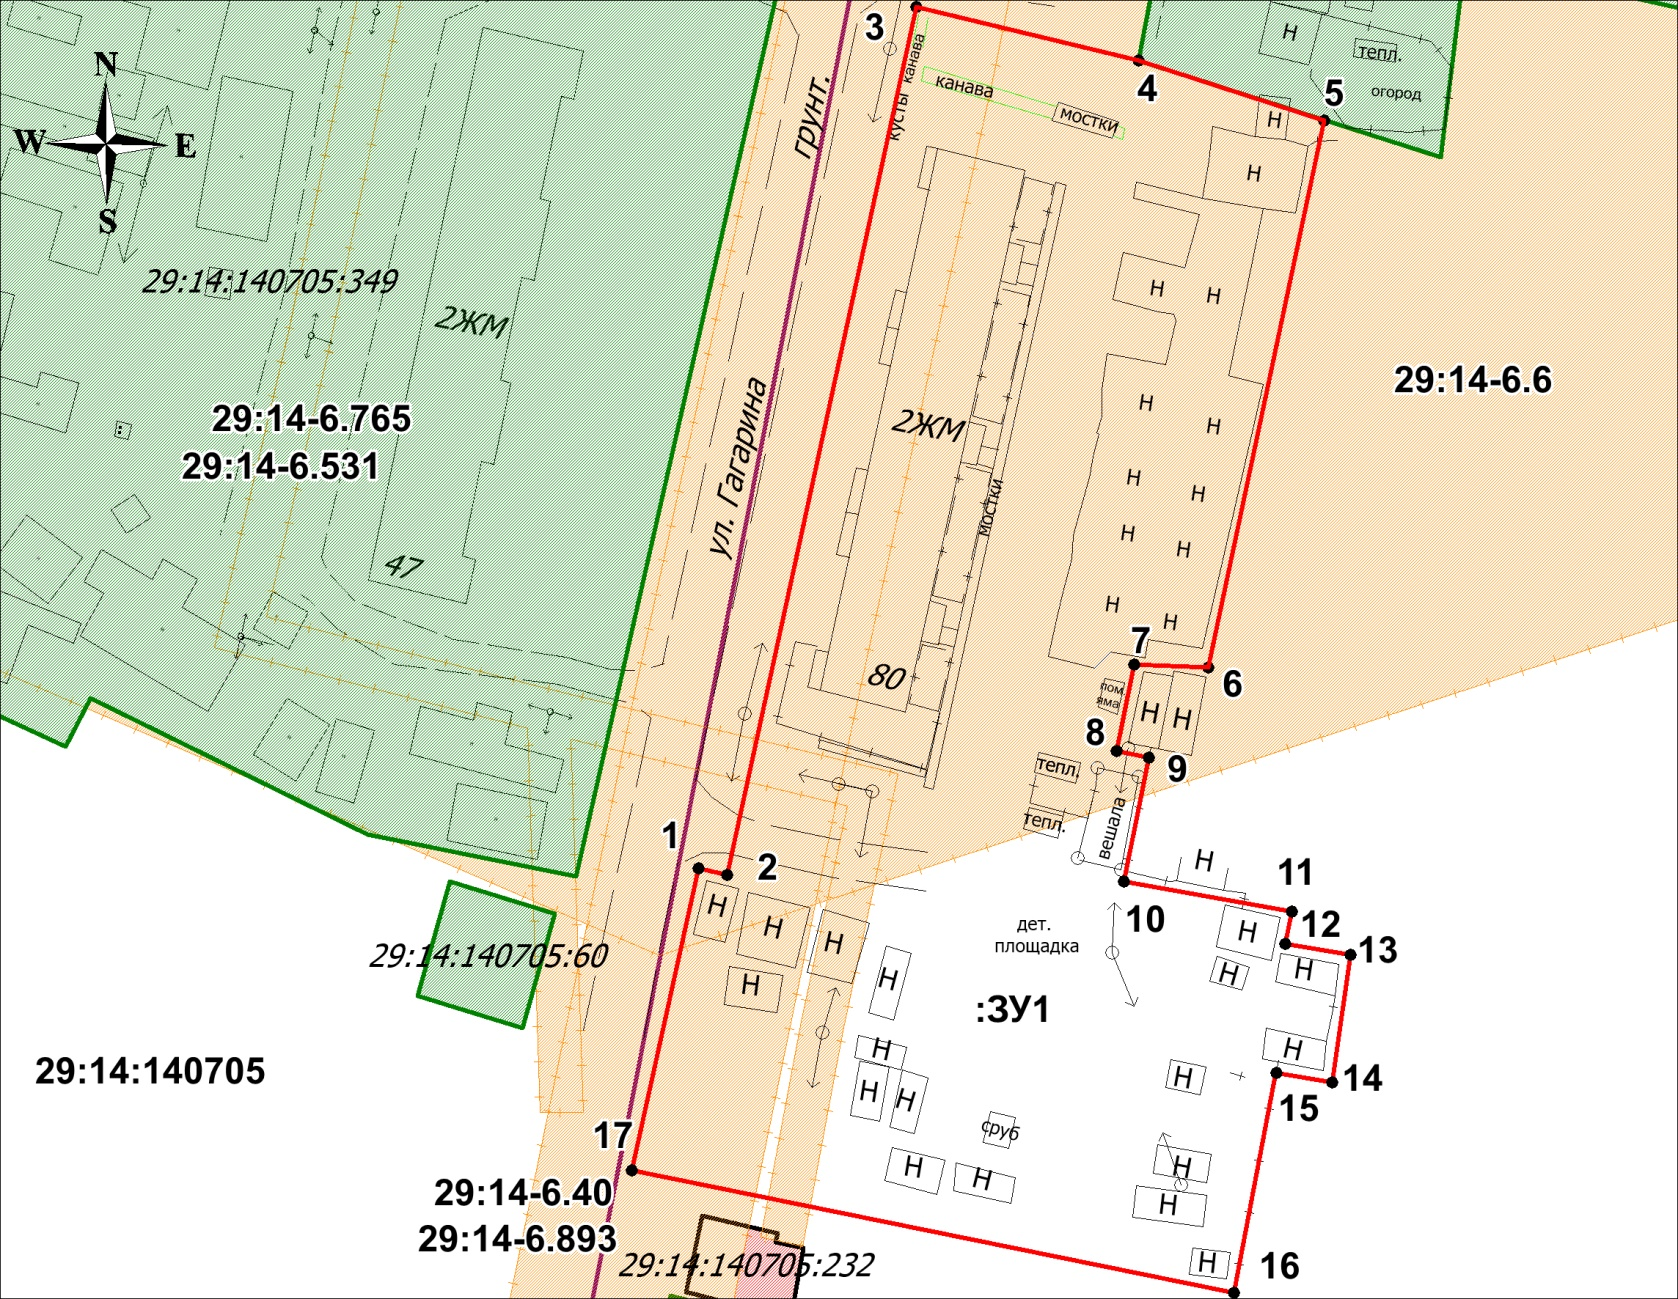 3
4
5
N
W
E
S
Н
тепл.
огород
грунт.
кусты
канава
канава
мостки
Н
Н
29:14:140705:349
2ЖМ
Н
Н
29:14-6.765
29:14-6.531
29:14-6.6
2ЖМ
Н
Н
ул. Гагарина
мостки
Н
Н
Н
Н
47
Н
Н
80
7
6
пом.
яма
Н
Н
8
9
тепл.
тепл.
вешала
1
2
Н
11
10
12
13
Н
Н
Н
дет.
площадка
29:14:140705:60
Н
Н
Н
Н
Н
:ЗУ1
29:14:140705
Н
Н
14
15
Н
Н
Н
сруб
17
Н
Н
Н
29:14-6.40
29:14-6.893
Н
29:14:140705:232
Н
16